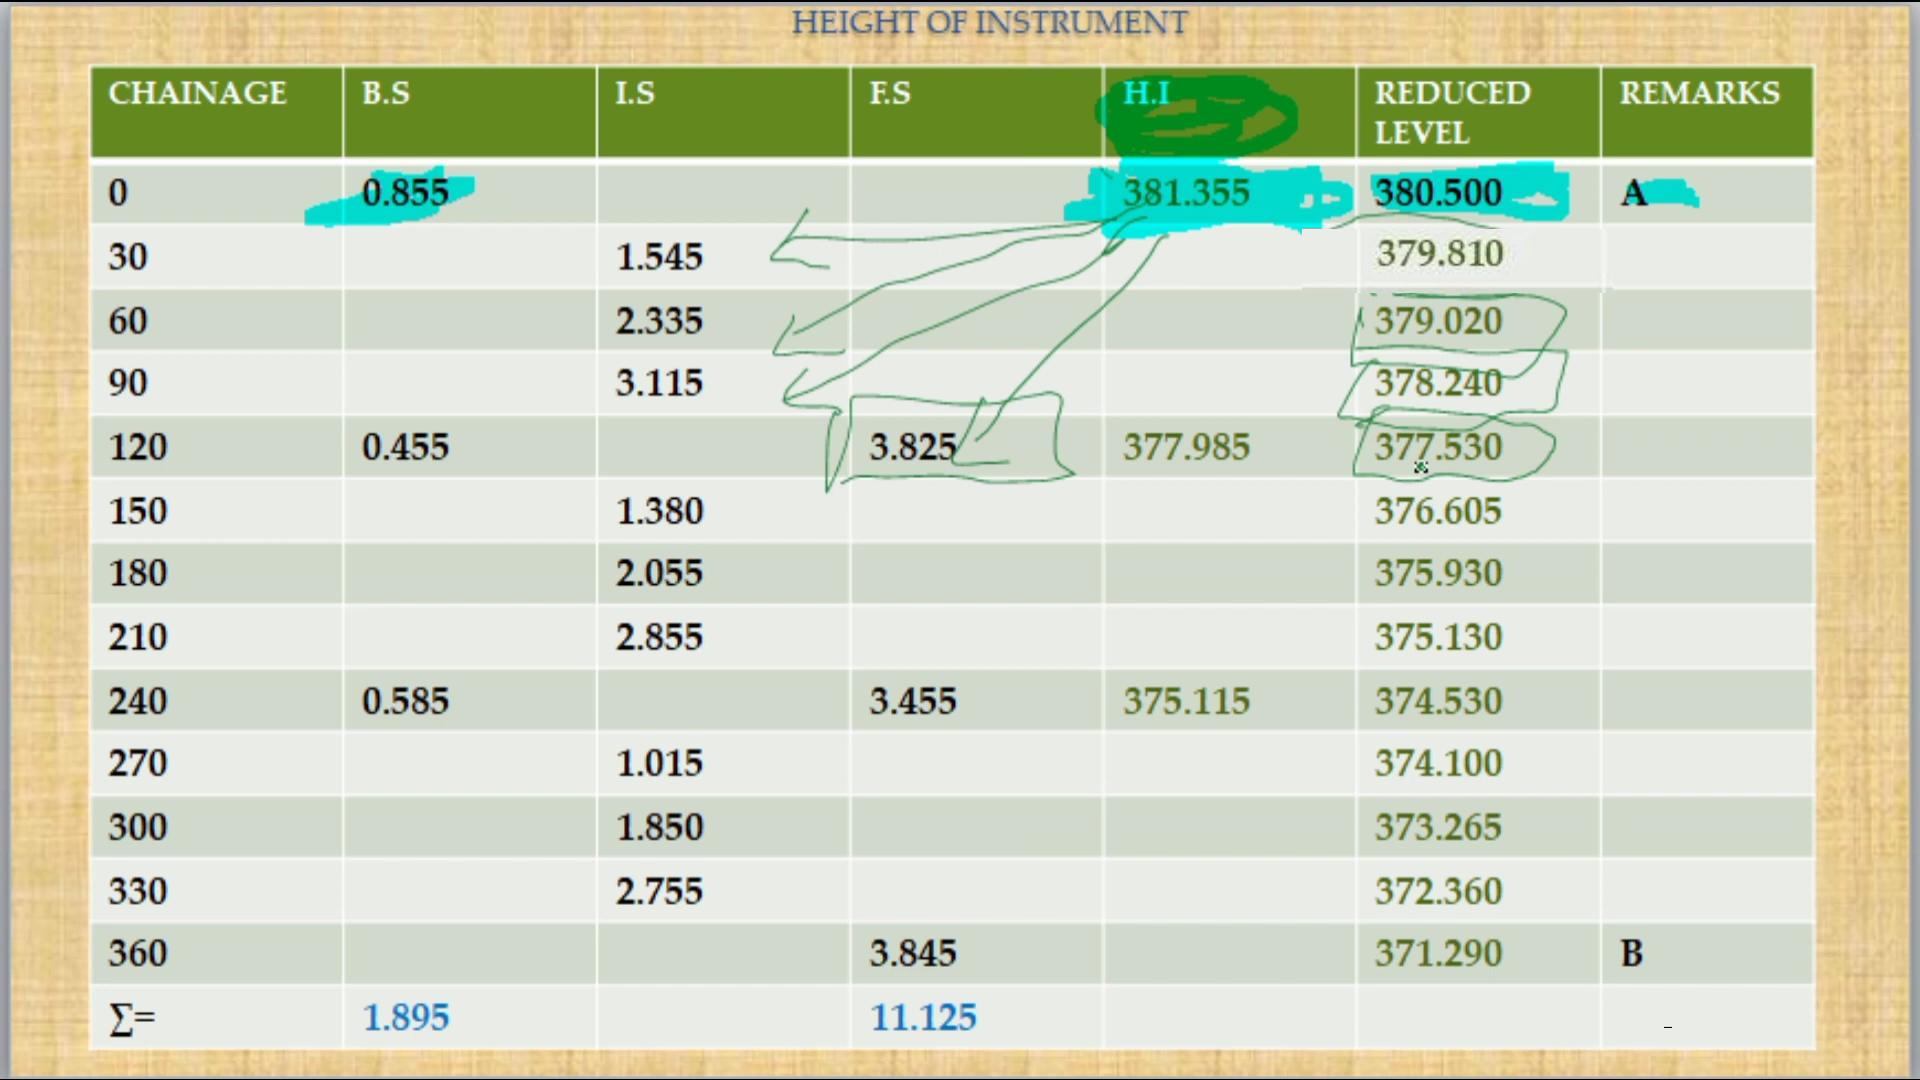 HEIGHT OF INSTRUMENT
CHAINAGE B.S I.S F.S H.I REDUCED LEVEL REMARKS
0 0.855 381.355 380.500 A
30 1.545 379.810
60 2.335 379.020
90 3.115 378.240
120 0.455 3.825 377.985 377.530
150 1.380 376.605
180 2.055 375.930
210 2.855 375.130
240 0.585 3.455 375.115 374.530
270 1.015 374.100
300 1.850 373.265
330 2.755 372.360
360 3.845 371.290 B
∑= 1.895 11.125